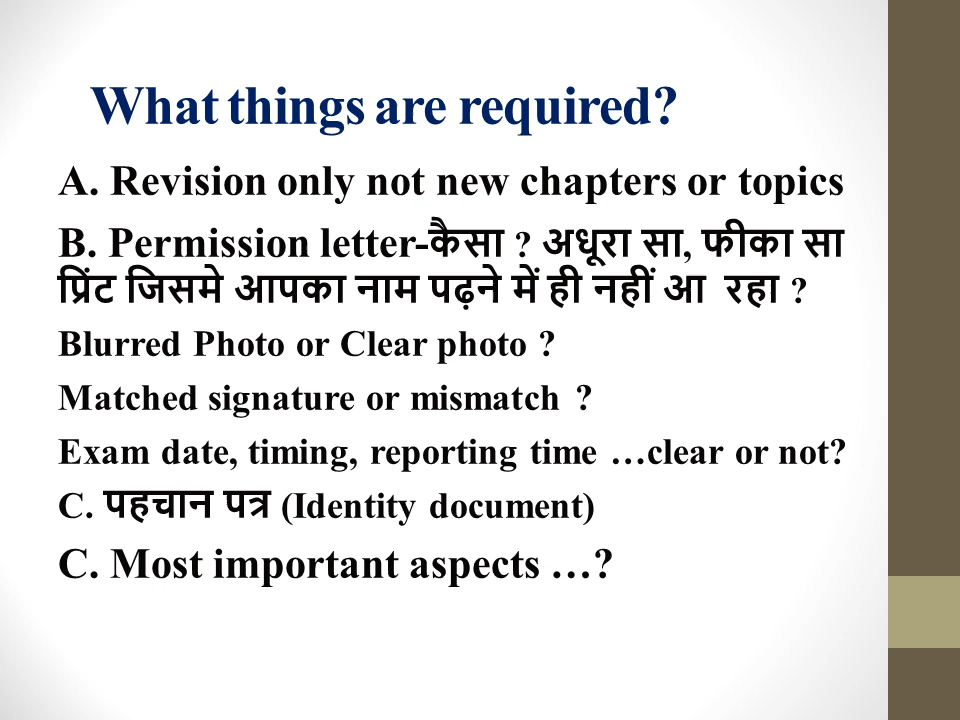 What things are required?
A. Revision only not new chapters or topics
B. Permission letter-कैसा ? अधूरा सा, फीका सा
प्रिंट जिसमे आपका नाम पढ़ने में ही नहीं आ रहा ?
Blurred Photo or Clear photo ?
Matched signature or mismatch ?
Exam date, timing, reporting time …clear or not?
C. पहचान पत्र (Identity document)
C. Most important aspects …?